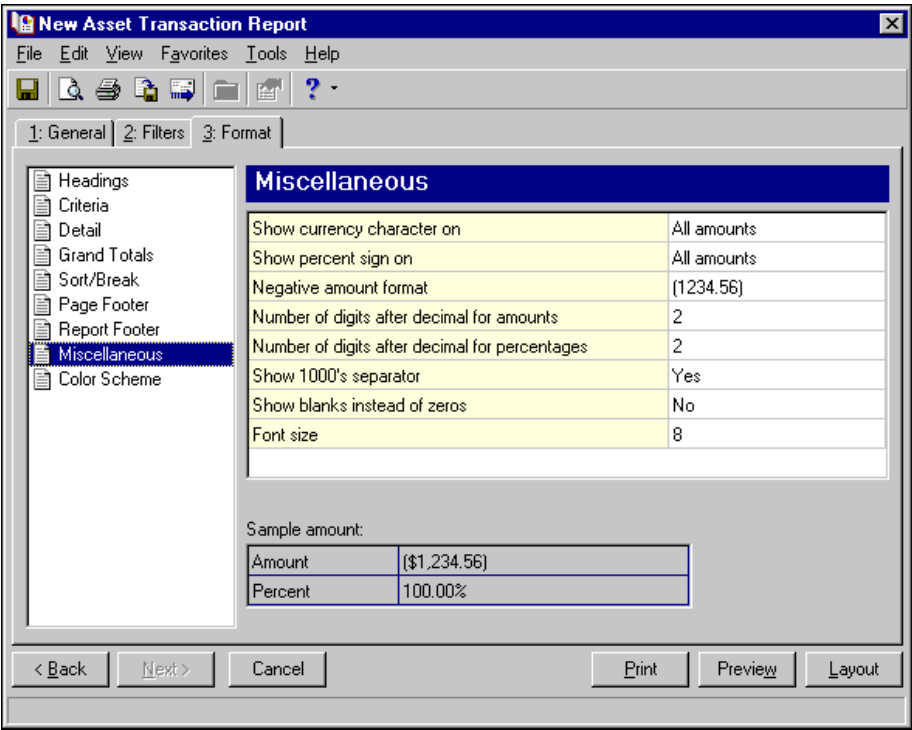 New Asset Transaction Report
File Edit View Favorites Tools Help
?
1: General 2: Filters 3: Format
Headings
Criteria
Detail
Grand Totals
Sort/Break
Page Footer
Report Footer
Miscellaneous
Color Scheme
Miscellaneous
Show currency character on All amounts
Show percent sign on All amounts
Negative amount format (1234.56)
Number of digits after decimal for amounts 2
Number of digits after decimal for percentages 2
Show 1000's separator Yes
Show blanks instead of zeros No
Font size 8
Sample amount:
Amount ($1,234.56)
Percent 100.00%
< Back Next > Cancel Print Preview Layout